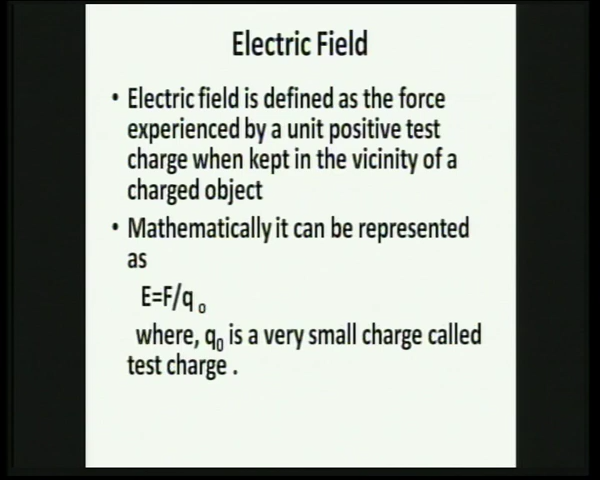 Electric Field
• Electric field is defined as the force
experienced by a unit positive test
charge when kept in the vicinity of a
charged object
• Mathematically it can be represented
as
E=F/q₀
where, q₀ is a very small charge called
test charge .